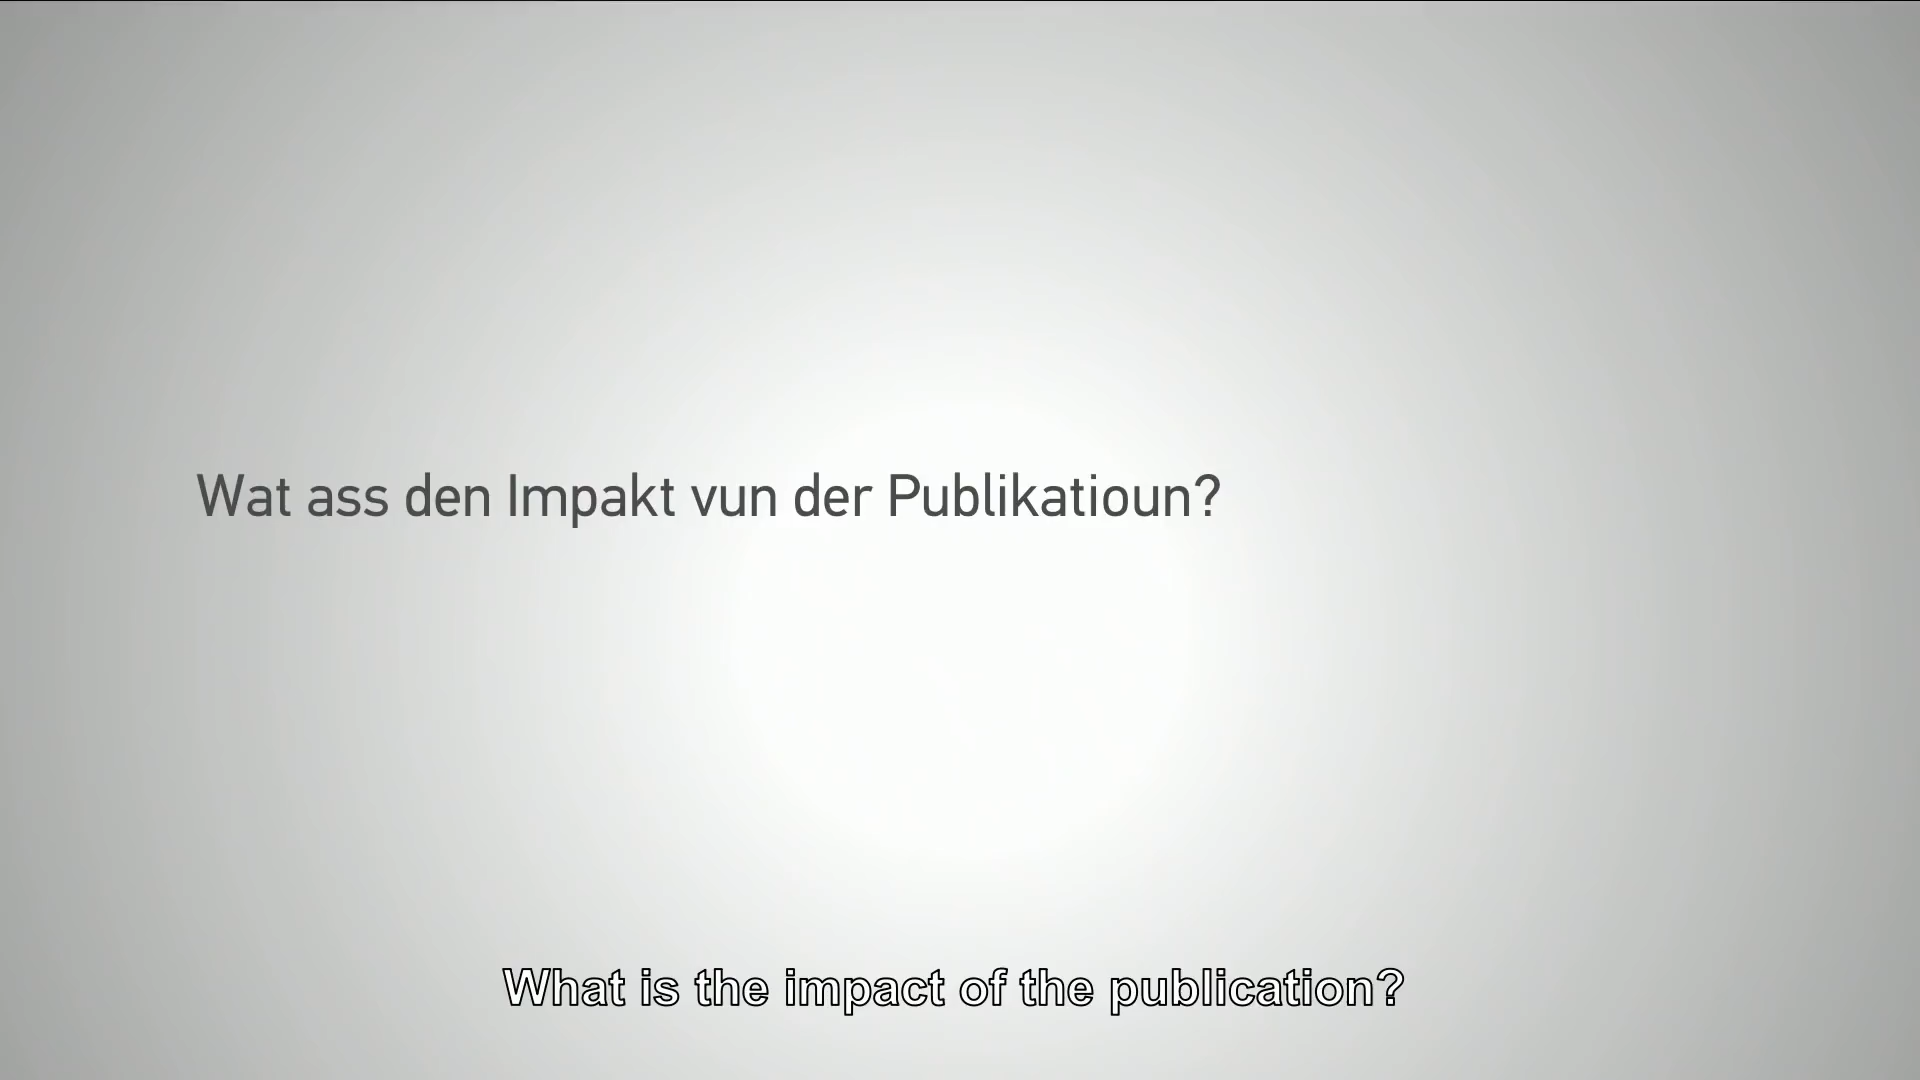 Wat ass den Impakt vun der Publikatioun?
What is the impact of the publication?